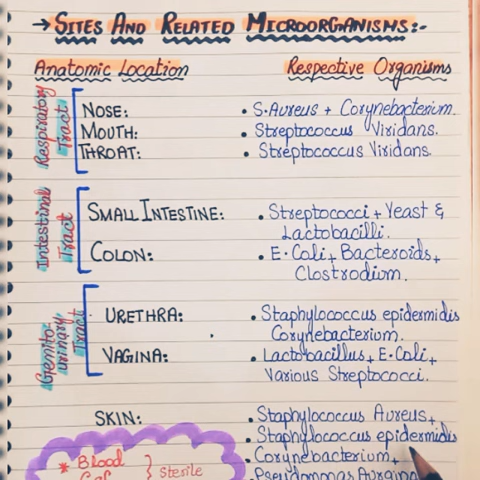 → SITES AND RELATED MICROORGANISMS:-
Anatomic Location Respective Organisms
Respiratory Tract
NOSE: • S.Aureus + Corynebacterium.
MOUTH: • Streptococcus Viridans.
THROAT: • Streptococcus Viridans.
Intestinal Tract
SMALL INTESTINE: • Streptococci + Yeast &
Lactobacilli.
COLON: • E.Coli + Bacteroids +
Clostrodium.
Genito-urinary Tract
URETHRA: • Staphylococcus epidermidis
Corynebacterium.
VAGINA: • Lactobacillus + E.Coli +
Various Streptococci.
SKIN: • Staphylococcus Aureus +
• Staphylococcus epidermidis
* Blood • Corynebacterium +
} Sterile • Pseudomonas